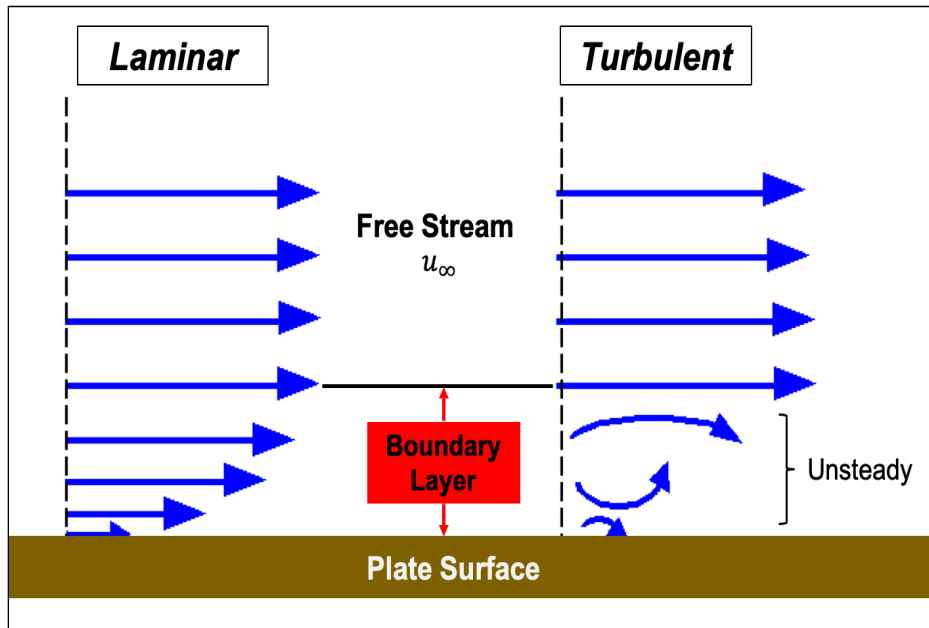 Laminar
Turbulent
Free Stream
u∞
Boundary
Layer
Unsteady
Plate Surface